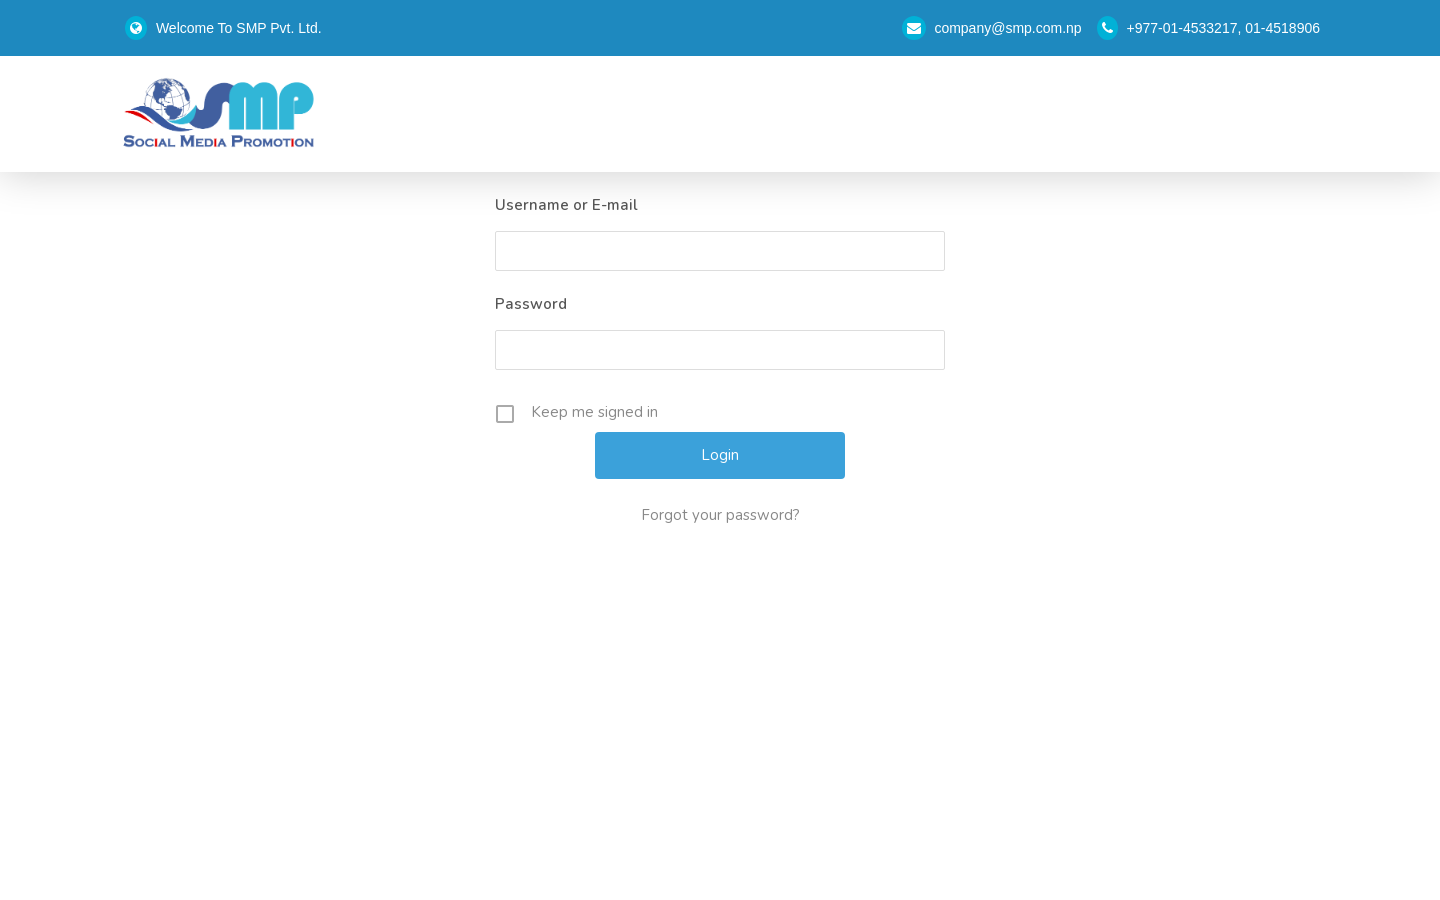 Welcome To SMP Pvt. Ltd.
company@smp.com.np
+977-01-4533217, 01-4518906
SMP
Social Media Promotion
Username or E-mail
Password
Keep me signed in
Login
Forgot your password?